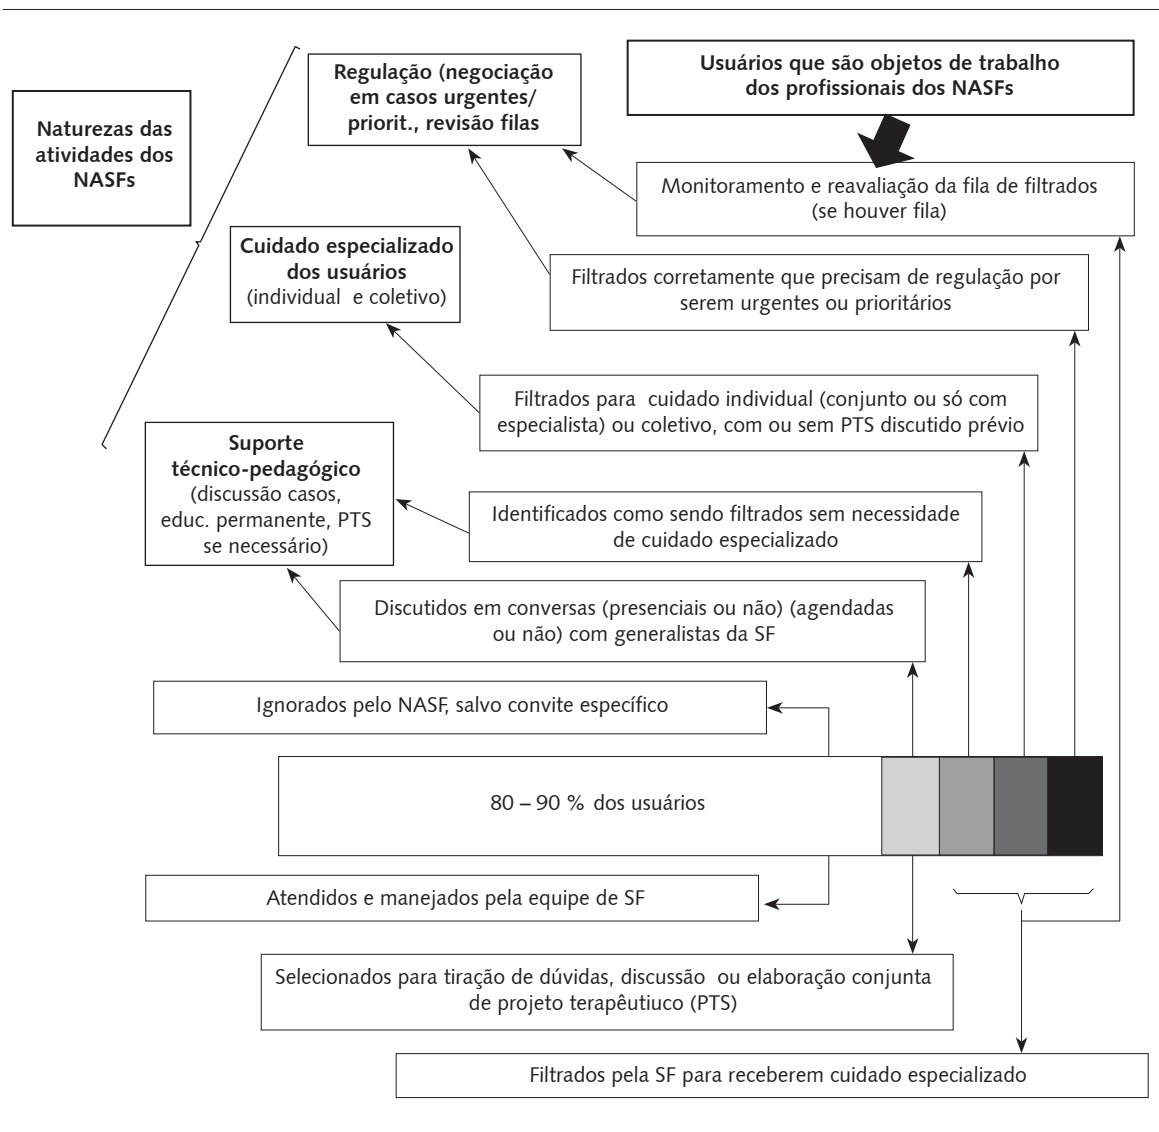 Usuários que são objetos de trabalho
dos profissionais dos NASFs
Regulação (negociação
em casos urgentes/
priorit., revisão filas
Naturezas das
atividades dos
NASFs
Monitoramento e reavaliação da fila de filtrados
(se houver fila)
Cuidado especializado
dos usuários
(individual e coletivo)
Filtrados corretamente que precisam de regulação por
serem urgentes ou prioritários
Filtrados para cuidado individual (conjunto ou só com
especialista) ou coletivo, com ou sem PTS discutido prévio
Suporte
técnico-pedagógico
(discussão casos,
educ. permanente, PTS
se necessário)
Identificados como sendo filtrados sem necessidade
de cuidado especializado
Discutidos em conversas (presenciais ou não) (agendadas
ou não) com generalistas da SF
Ignorados pelo NASF, salvo convite específico
80 – 90 % dos usuários
Atendidos e manejados pela equipe de SF
Selecionados para tiração de dúvidas, discussão ou elaboração conjunta
de projeto terapêutiuco (PTS)
Filtrados pela SF para receberem cuidado especializado